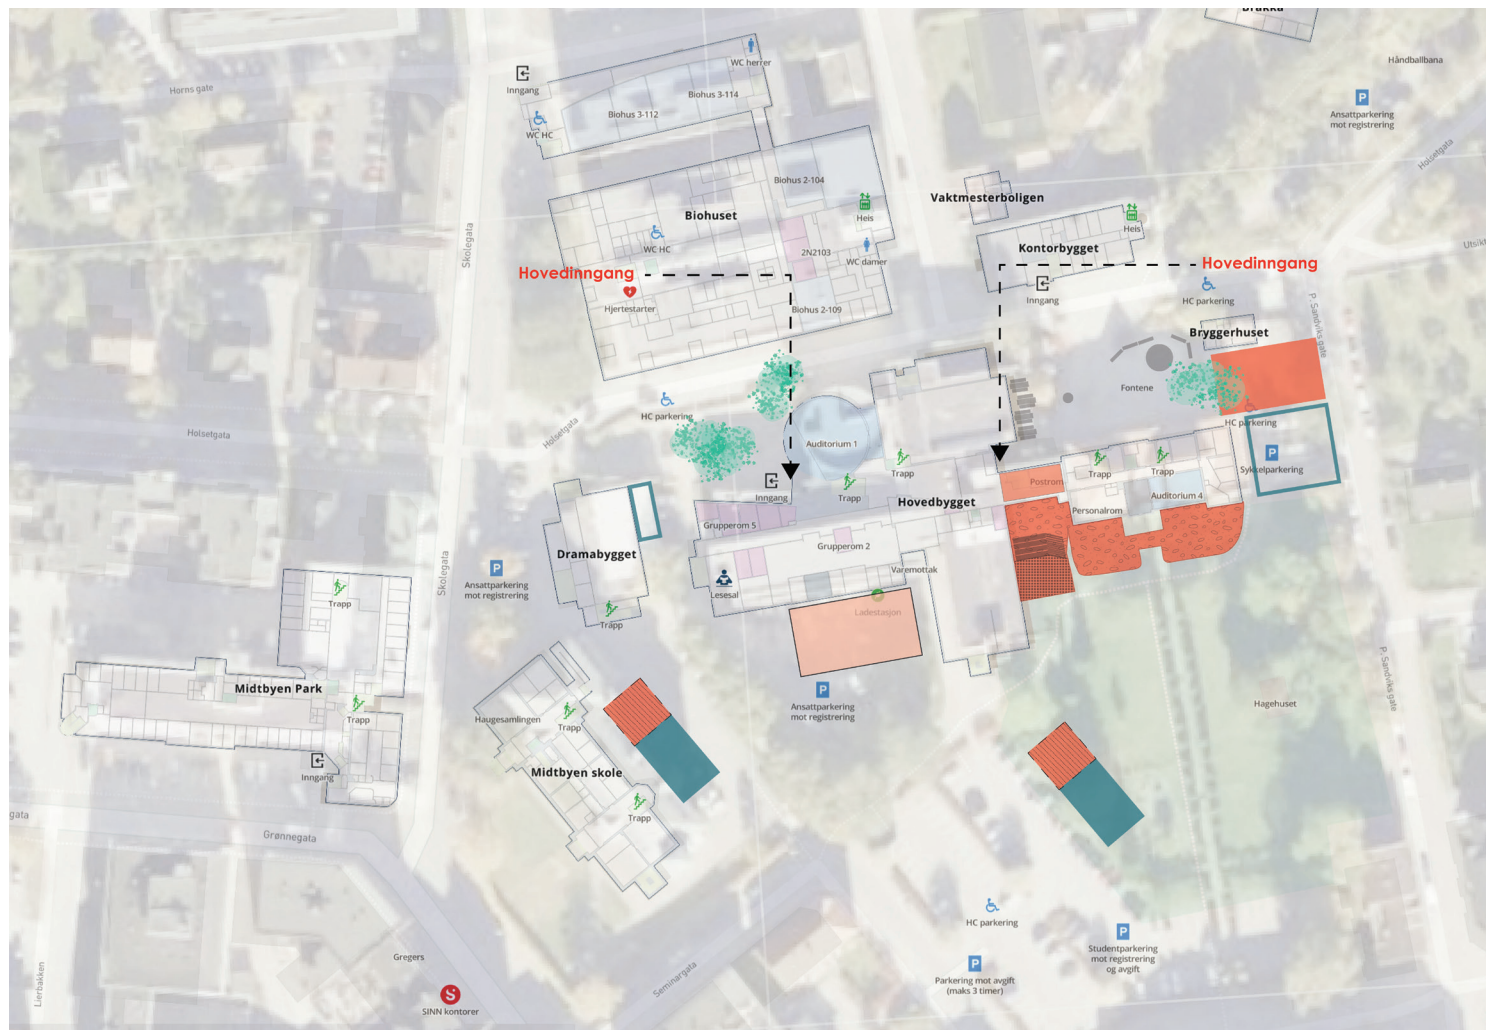 Brakka
Håndballbana
WC herrer
Inngang
Horns gate
Biohus 3-114
Biohus 3-112
Ansattparkering
mot registrering
WC HC
Holsetgata
Biohus 2-104
Vaktmesterboligen
Biohuset
Heis
Heis
Skolegata
WC HC
2N2103
WC damer
Kontorbygget
Hovedinngang
Hovedinngang
Inngang
HC parkering
Hjertestarter
Biohus 2-109
P. Sandviks gate
Bryggerhuset
Fontene
HC parkering
HC parkering
Holsetgata
Holsetgata
Auditorium 1
Trapp
Trapp
Trapp
Sykkelparkering
Postrom
Inngang
Trapp
Auditorium 4
Hovedbygget
Personalrom
Grupperom 5
Grupperom 2
Dramabygget
Skolegata
Varemottak
Ansattparkering
mot registrering
Lesesal
Trapp
Ladestasjon
Trapp
P. Sandviks gate
Midtbyen Park
Haugesamlingen
Trapp
Trapp
Ansattparkering
mot registrering
Hagehuset
Midtbyen skole
Inngang
Trapp
gata
Grønnegata
HC parkering
Studentparkering
mot registrering
og avgift
Gregers
Lierbakken
Seminargata
Parkering mot avgift
(maks 3 timer)
SINN kontorer